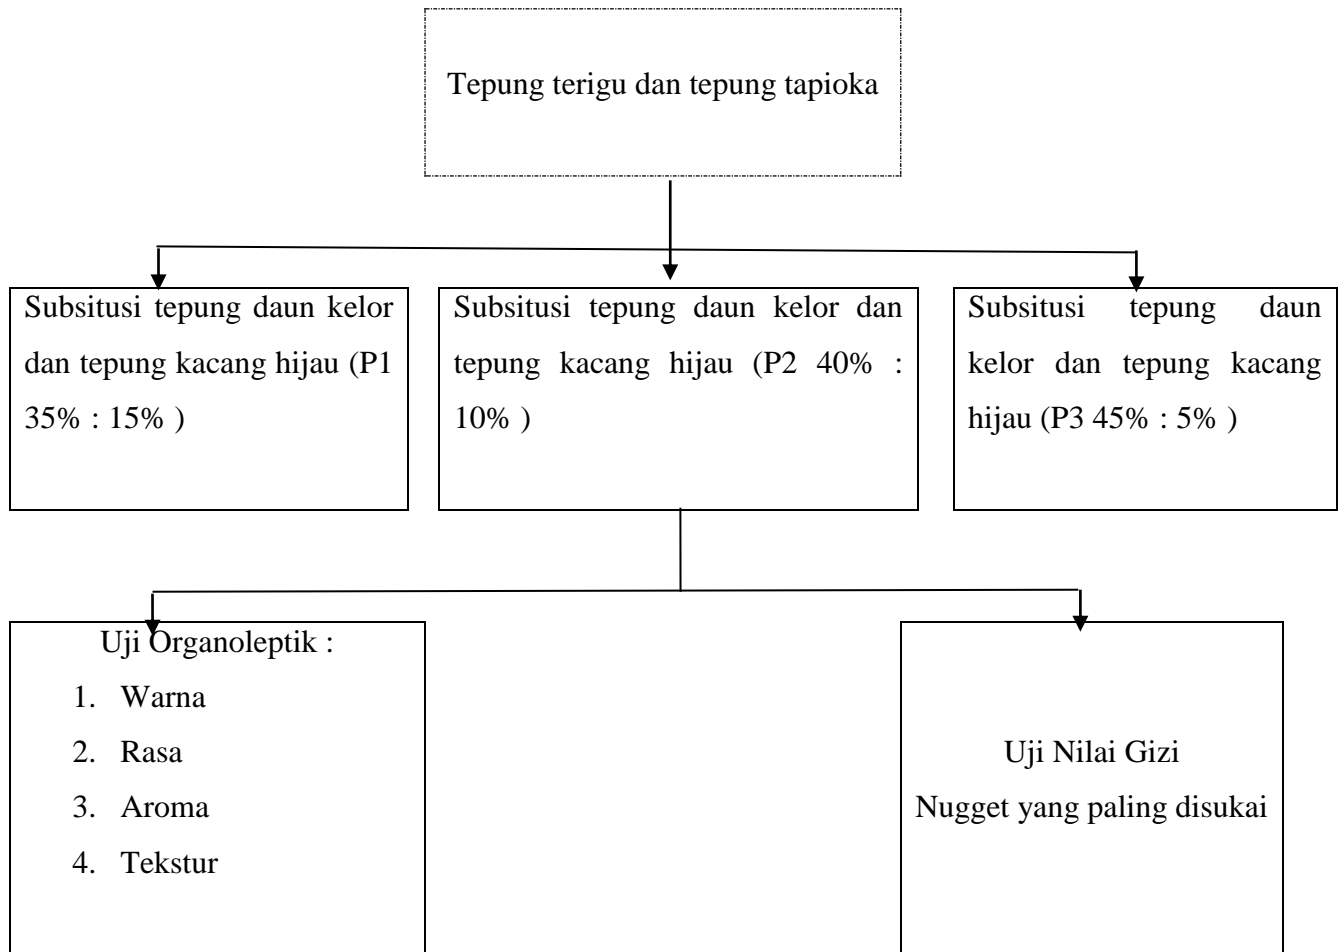 Tepung terigu dan tepung tapioka
Subsitusi tepung daun kelor
dan tepung kacang hijau (P1
35% : 15% )
Subsitusi tepung daun kelor dan
tepung kacang hijau (P2 40% :
10% )
Subsitusi tepung daun
kelor dan tepung kacang
hijau (P3 45% : 5% )
Uji Organoleptik :
1. Warna
2. Rasa
3. Aroma
4. Tekstur
Uji Nilai Gizi
Nugget yang paling disukai